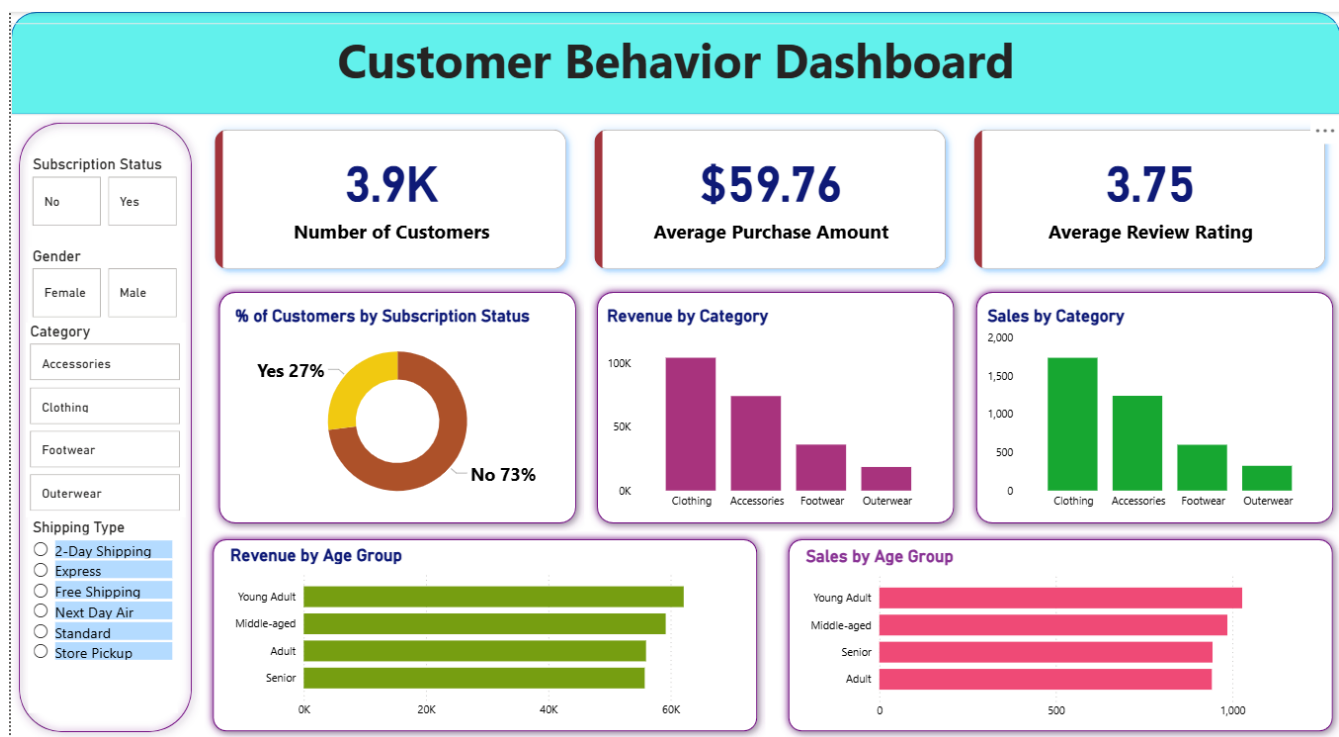 Customer Behavior Dashboard
Subscription Status
No Yes
Gender
Female Male
Category
Accessories
Clothing
Footwear
Outerwear
Shipping Type
2-Day Shipping
Express
Free Shipping
Next Day Air
Standard
Store Pickup
3.9K
Number of Customers
$59.76
Average Purchase Amount
3.75
Average Review Rating
% of Customers by Subscription Status
Yes 27%
No 73%
Revenue by Category
100K
50K
0K
Clothing Accessories Footwear Outerwear
Sales by Category
2,000
1,500
1,000
500
0
Clothing Accessories Footwear Outerwear
Revenue by Age Group
Young Adult
Middle-aged
Adult
Senior
0K 20K 40K 60K
Sales by Age Group
Young Adult
Middle-aged
Senior
Adult
0 500 1,000